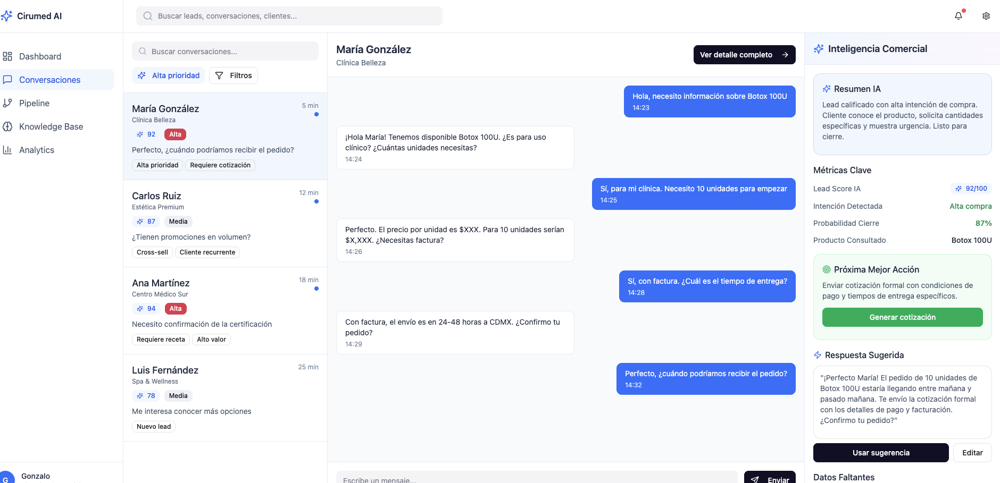 Cirumed AI
Buscar leads, conversaciones, clientes...
Dashboard
Conversaciones
Pipeline
Knowledge Base
Analytics
Gonzalo
G
Buscar conversaciones...
Alta prioridad
Filtros
María González
5 min
Clínica Belleza
92
Alta
Perfecto, ¿cuándo podríamos recibir el pedido?
Alta prioridad
Requiere cotización
Carlos Ruiz
12 min
Estética Premium
87
Media
¿Tienen promociones en volumen?
Cross-sell
Cliente recurrente
Ana Martínez
18 min
Centro Médico Sur
94
Alta
Necesito confirmación de la certificación
Requiere receta
Alto valor
Luis Fernández
25 min
Spa & Wellness
78
Media
Me interesa conocer más opciones
Nuevo lead
María González
Clínica Belleza
Ver detalle completo
Hola, necesito información sobre Botox 100U
14:23
¡Hola María! Tenemos disponible Botox 100U. ¿Es para uso
clínico? ¿Cuántas unidades necesitas?
14:24
Sí, para mi clínica. Necesito 10 unidades para empezar
14:25
Perfecto. El precio por unidad es $XXX. Para 10 unidades serían
$X,XXX. ¿Necesitas factura?
14:26
Sí, con factura. ¿Cuál es el tiempo de entrega?
14:28
Con factura, el envío es en 24-48 horas a CDMX. ¿Confirmo tu
pedido?
14:29
Perfecto, ¿cuándo podríamos recibir el pedido?
14:32
Escribe un mensaje...
Enviar
Inteligencia Comercial
Resumen IA
Lead calificado con alta intención de compra.
Cliente conoce el producto, solicita cantidades
específicas y muestra urgencia. Listo para
cierre.
Métricas Clave
Lead Score IA
92/100
Intención Detectada
Alta compra
Probabilidad Cierre
87%
Producto Consultado
Botox 100U
Próxima Mejor Acción
Enviar cotización formal con condiciones de
pago y tiempos de entrega específicos.
Generar cotización
Respuesta Sugerida
"¡Perfecto María! El pedido de 10 unidades de
Botox 100U estaría llegando entre mañana y
pasado mañana. Te envío la cotización formal
con los detalles de pago y facturación.
¿Confirmo tu pedido?"
Usar sugerencia
Editar
Datos Faltantes